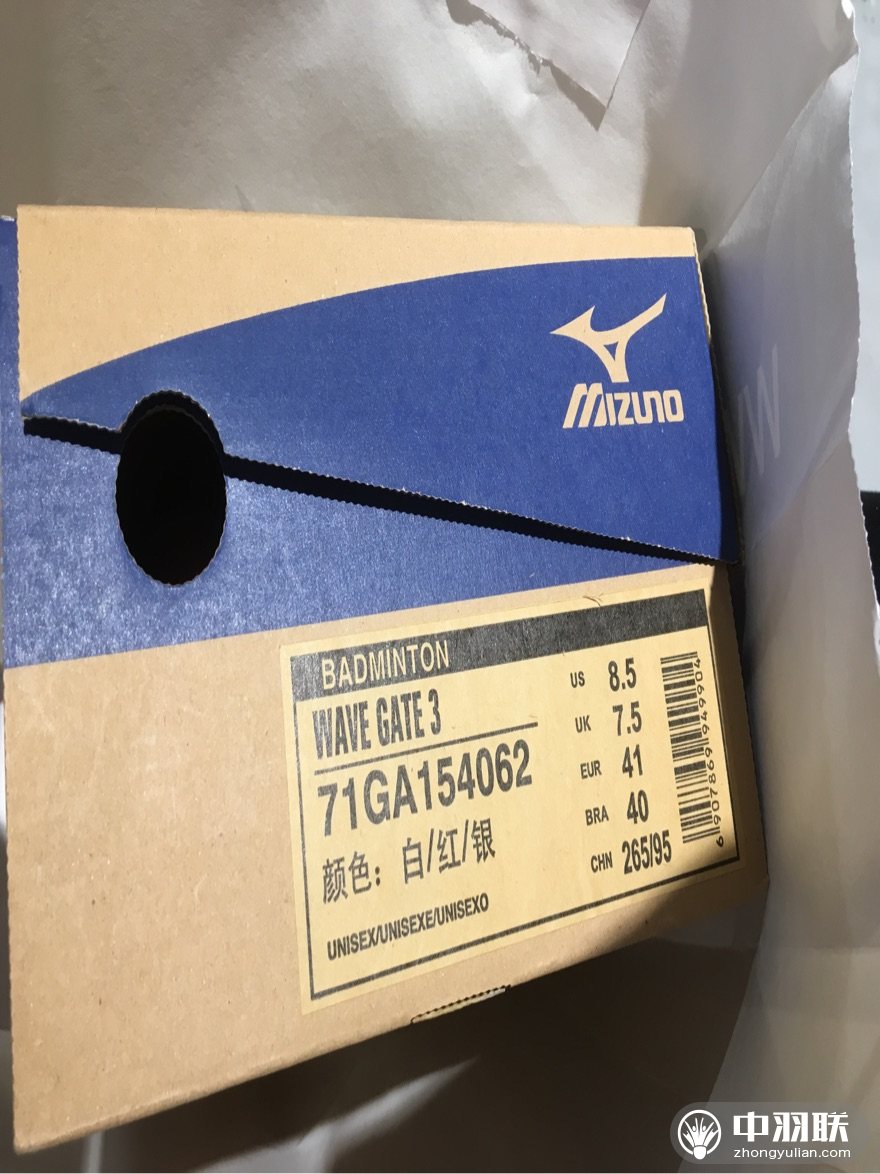 MIZUNO
BADMINTON
WAVE GATE 3
71GA154062
颜色：白/红/银
UNISEX/UNISEXE/UNISEXO
US 8.5
UK 7.5
EUR 41
BRA 40
CHN 265/95
6907869949904
W
中羽联
zhongyulian.com